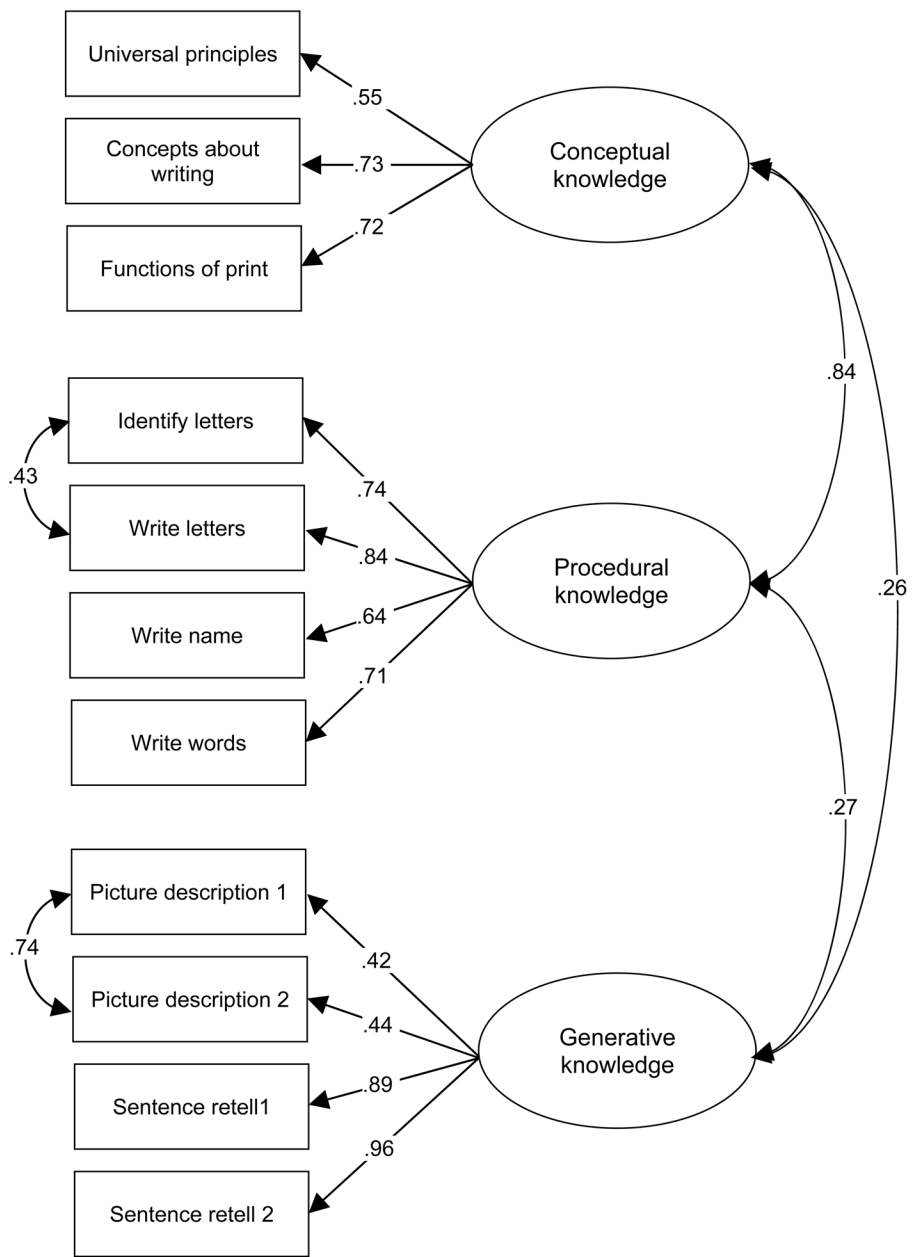 Universal principles
.55
Concepts about
writing
.73
Conceptual
knowledge
.72
Functions of print
.84
Identify letters
.43
.74
Write letters
.84
Procedural
knowledge
.26
.64
Write name
.71
Write words
.27
Picture description 1
.74
.42
Picture description 2
.44
Generative
knowledge
.89
Sentence retell1
.96
Sentence retell 2